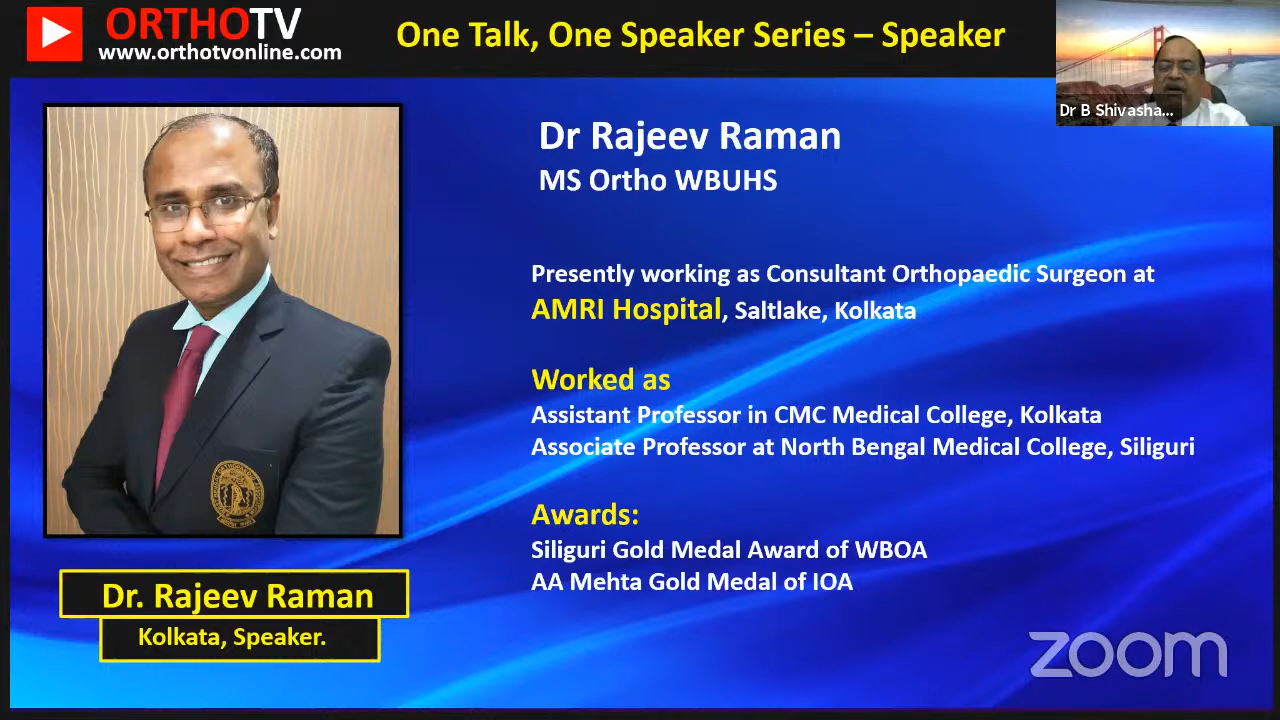 ORTHOTV
www.orthotvonline.com
One Talk, One Speaker Series – Speaker
Dr B Shivasha...
Dr Rajeev Raman
MS Ortho WBUHS
Presently working as Consultant Orthopaedic Surgeon at
AMRI Hospital, Saltlake, Kolkata
Worked as
Assistant Professor in CMC Medical College, Kolkata
Associate Professor at North Bengal Medical College, Siliguri
Awards:
Siliguri Gold Medal Award of WBOA
AA Mehta Gold Medal of IOA
Dr. Rajeev Raman
Kolkata, Speaker.
zoom